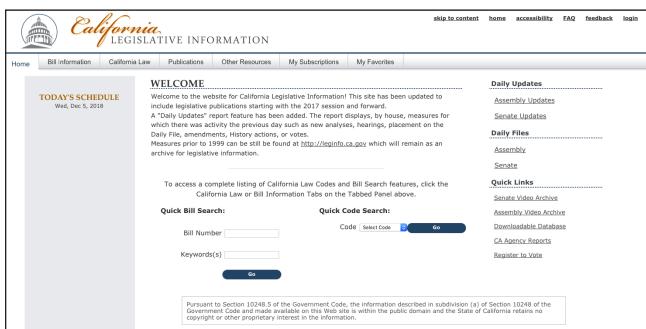 skip to content home accessibility FAQ feedback login
California
LEGISLATIVE INFORMATION
Home Bill Information California Law Publications Other Resources My Subscriptions My Favorites
TODAY'S SCHEDULE
Wed, Dec 5, 2018
WELCOME
Welcome to the website for California Legislative Information! This site has been updated to
include legislative publications starting with the 2017 session and forward.
A "Daily Updates" report feature has been added. The report displays, by house, measures for
which there was activity the previous day such as new analyses, hearings, placement on the
Daily File, amendments, History actions, or votes.
Measures prior to 1999 can be still be found at http://leginfo.ca.gov which will remain as an
archive for legislative information.
To access a complete listing of California Law Codes and Bill Search features, click the
California Law or Bill Information Tabs on the Tabbed Panel above.
Quick Bill Search:
Bill Number
Keywords(s)
Go
Quick Code Search:
Code Select Code Go
Pursuant to Section 10248.5 of the Government Code, the information described in subdivision (a) of Section 10248 of the
Government Code and made available on this Web site is within the public domain and the State of California retains no
copyright or other proprietary interest in the information.
Daily Updates
Assembly Updates
Senate Updates
Daily Files
Assembly
Senate
Quick Links
Senate Video Archive
Assembly Video Archive
Downloadable Database
CA Agency Reports
Register to Vote